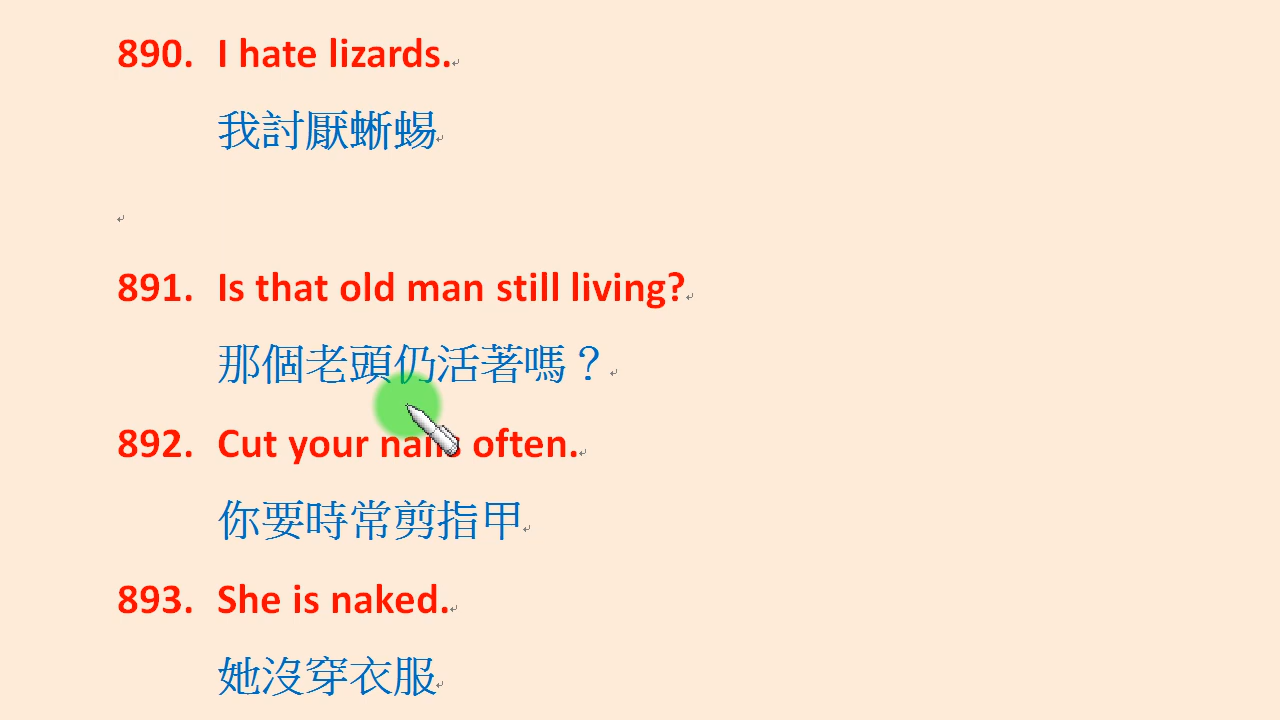 890. I hate lizards.
我討厭蜥蜴
891. Is that old man still living?
那個老頭仍活著嗎？
892. Cut your nails often.
你要時常剪指甲
893. She is naked.
她沒穿衣服